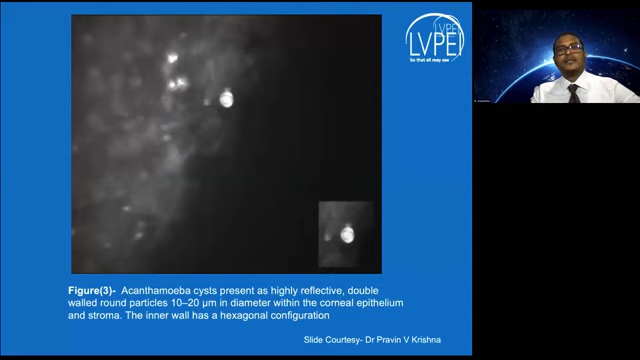 LVPEI
LVPEI
So that all may see
Figure(3)- Acanthamoeba cysts present as highly reflective, double
walled round particles 10–20 µm in diameter within the corneal epithelium
and stroma. The inner wall has a hexagonal configuration
Slide Courtesy- Dr Pravin V Krishna